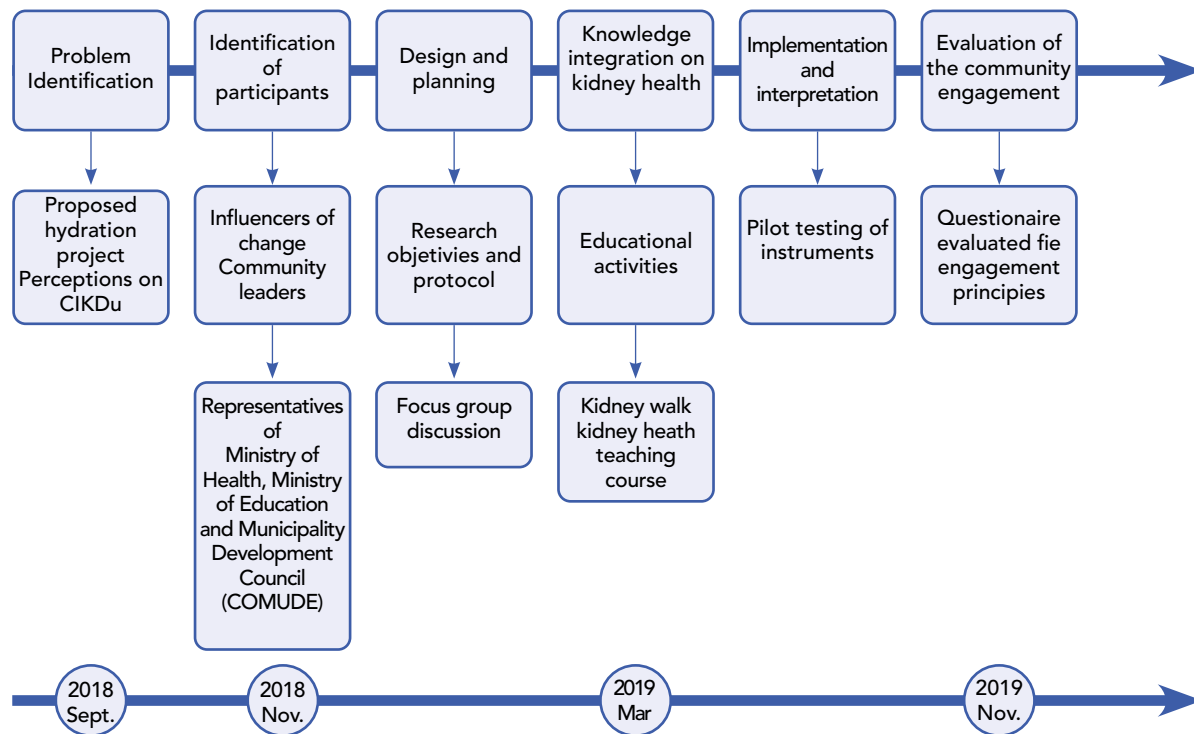 Problem
Identification
Identification
of
participants
Design and
planning
Knowledge
integration on
kidney health
Implementation
and
interpretation
Evaluation of
the community
engagement
Proposed
hydration
project
Perceptions on
CIKDu
Influencers of
change
Community
leaders
Research
objetivies and
protocol
Educational
activities
Pilot testing of
instruments
Questionaire
evaluated fie
engagement
principies
Representatives
of
Ministry of
Health, Ministry
of Education
and Municipality
Development
Council
(COMUDE)
Focus group
discussion
Kidney walk
kidney heath
teaching
course
2018
Sept.
2018
Nov.
2019
Mar
2019
Nov.